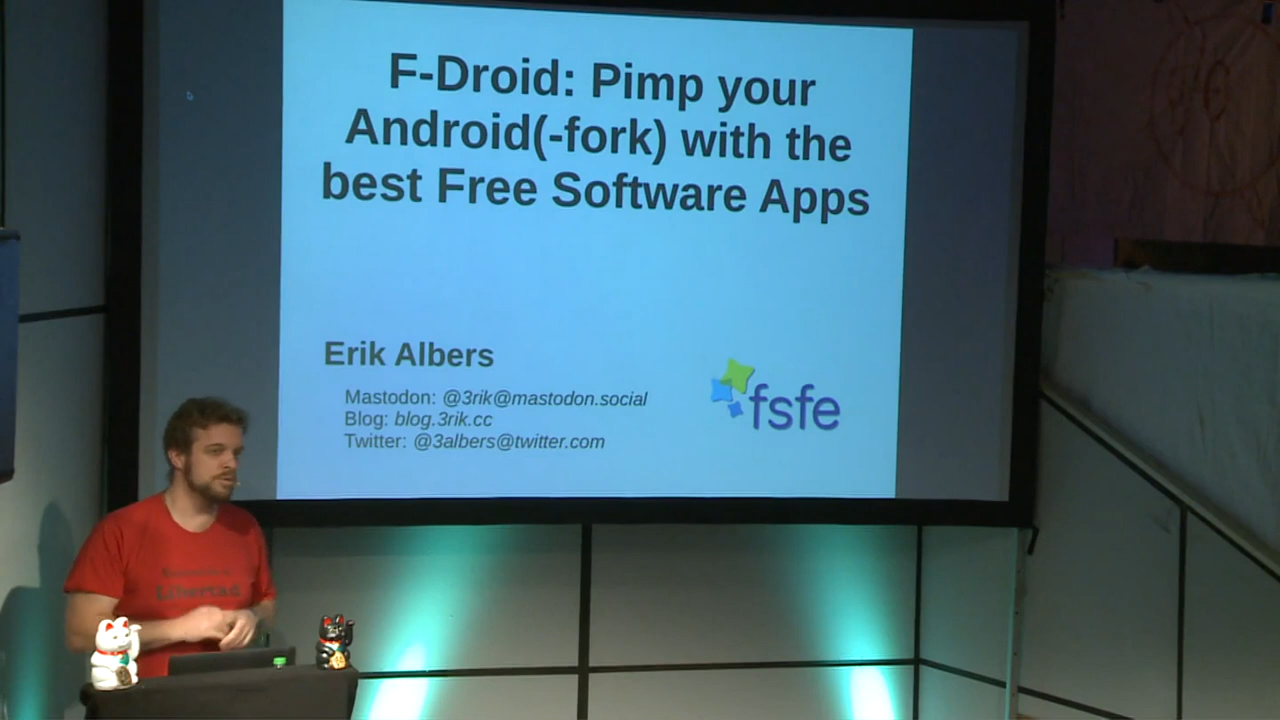 F-Droid: Pimp your
Android(-fork) with the
best Free Software Apps
Erik Albers
Mastodon: @3rik@mastodon.social
Blog: blog.3rik.cc
Twitter: @3albers@twitter.com
fsfe
Libertad